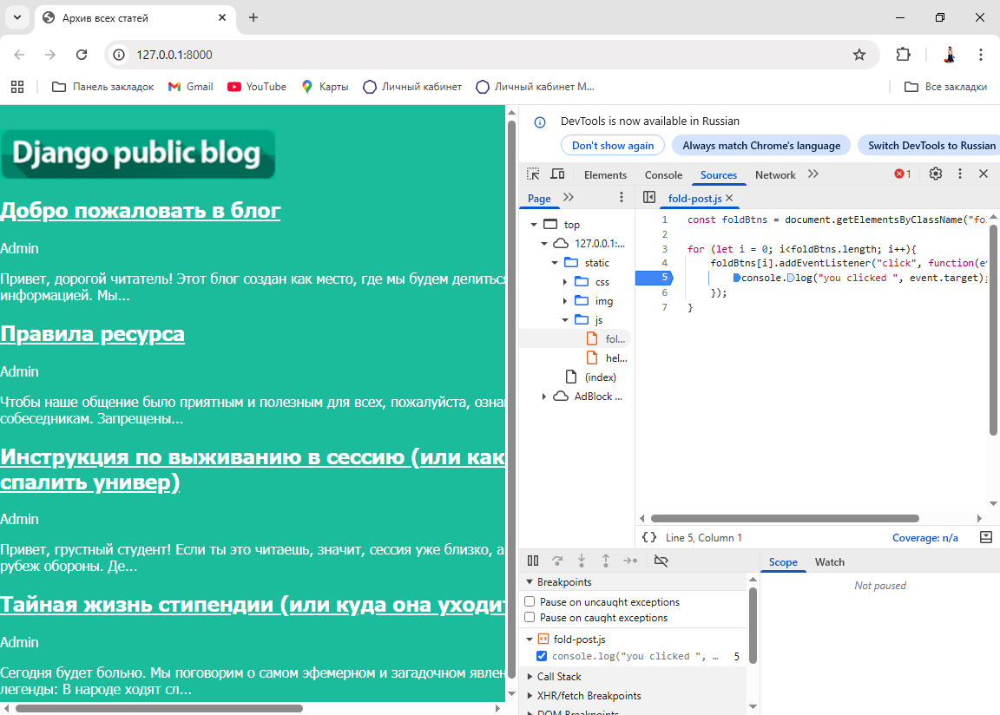 Архив всех статей
127.0.0.1:8000
Панель закладок
Gmail
YouTube
Карты
Личный кабинет
Личный кабинет М...
Все закладки
Django public blog
Добро пожаловать в блог
Admin
Привет, дорогой читатель! Этот блог создан как место, где мы будем делиться
информацией. Мы...
Правила ресурса
Admin
Чтобы наше общение было приятным и полезным для всех, пожалуйста, озна
собеседникам. Запрещены...
Инструкция по выживанию в сессию (или как
спалить универ)
Admin
Привет, грустный студент! Если ты это читаешь, значит, сессия уже близко, а
рубеж обороны. Де...
Тайная жизнь стипендии (или куда она уходит
Admin
Сегодня будет больно. Мы поговорим о самом эфемерном и загадочном явлен
легенды: В народе ходят сл...
DevTools is now available in Russian
Don't show again
Always match Chrome's language
Switch DevTools to Russian
Elements
Console
Sources
Network
1
Page
fold-post.js
top
127.0.0.1:...
static
css
img
js
fol...
hel...
(index)
AdBlock ...
1 const foldBtns = document.getElementsByClassName("fo
2
3 for (let i = 0; i<foldBtns.length; i++){
4 foldBtns[i].addEventListener("click", function(ev
5 console.log("you clicked ", event.target);
6 });
7 }
{ } Line 5, Column 1
Coverage: n/a
Breakpoints
Pause on uncaught exceptions
Pause on caught exceptions
fold-post.js
console.log("you clicked ", … 5
Call Stack
XHR/fetch Breakpoints
DOM Breakpoints
Scope
Watch
Not paused